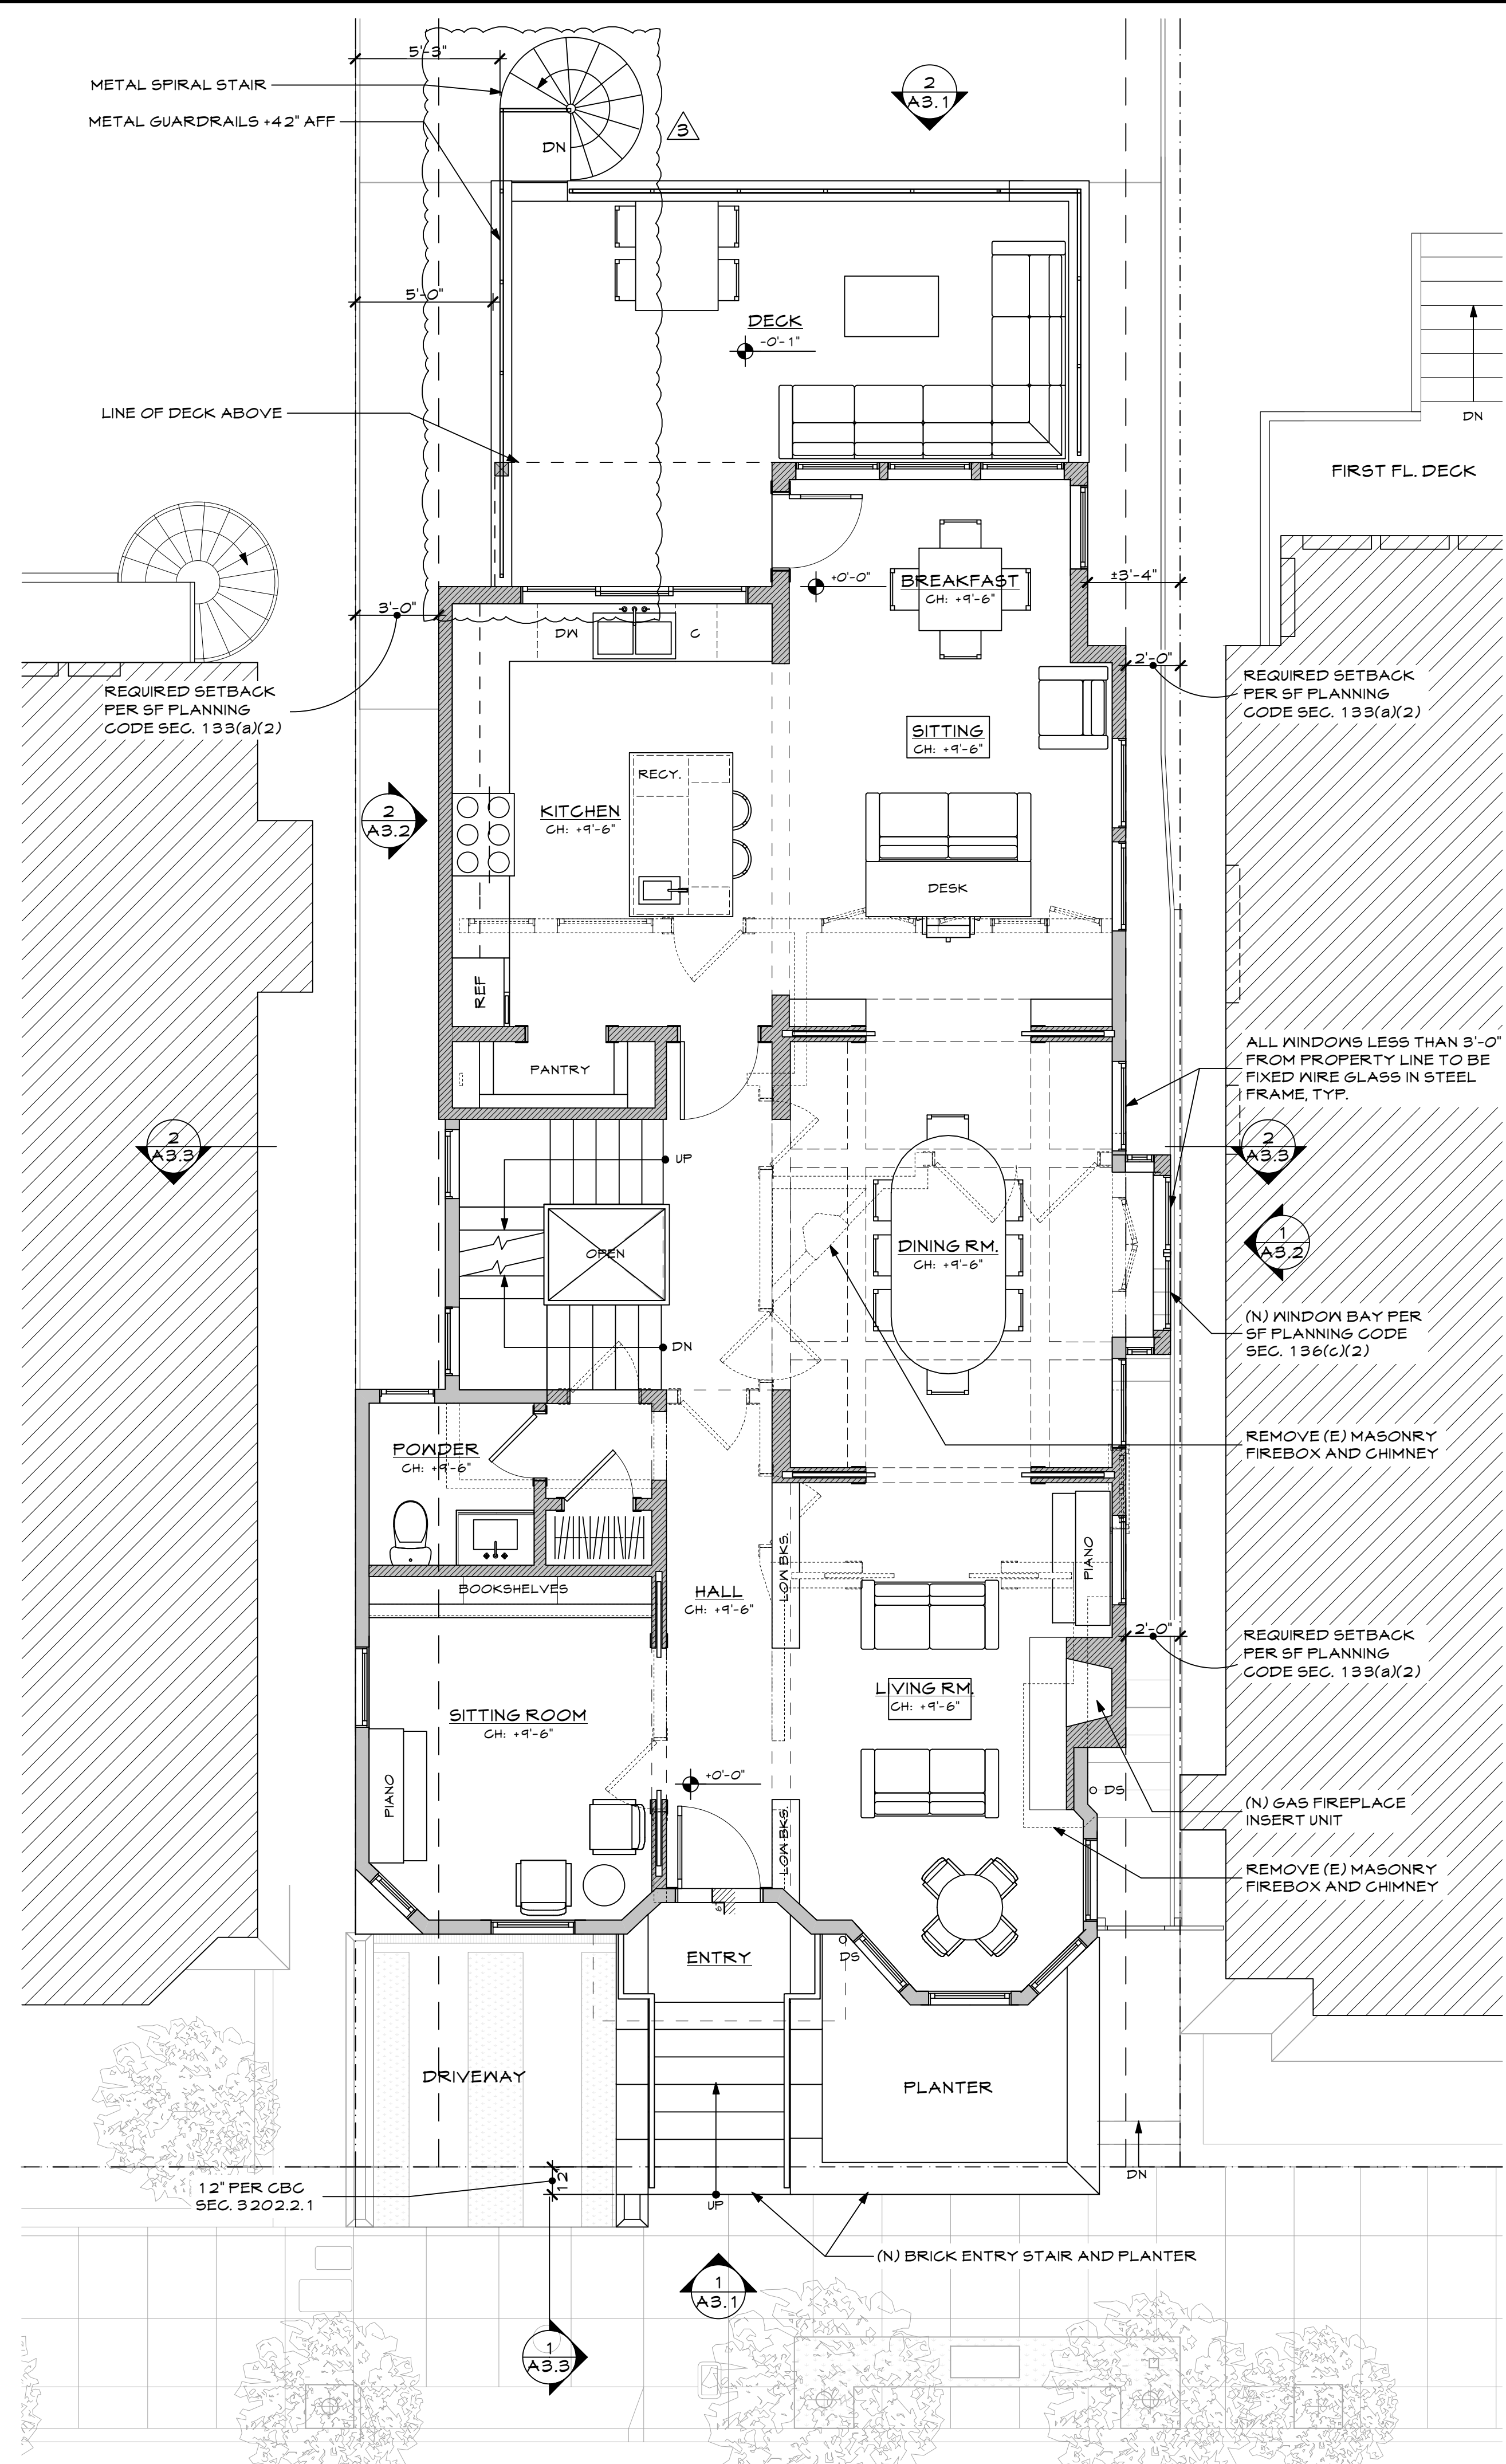 5'-3"
METAL SPIRAL STAIR
METAL GUARDRAILS +42" AFF
DN
3
2
A3.1
5'-0"
DECK
-0'-1"
LINE OF DECK ABOVE
DN
FIRST FL. DECK
3'-0"
DW
C
+0'-0"
BREAKFAST
CH: +9'-6"
±3'-4"
REQUIRED SETBACK
PER SF PLANNING
CODE SEC. 133(a)(2)
2'-0"
REQUIRED SETBACK
PER SF PLANNING
CODE SEC. 133(a)(2)
SITTING
CH: +9'-6"
RECY.
KITCHEN
CH: +9'-6"
2
A3.2
DESK
REF
PANTRY
ALL WINDOWS LESS THAN 3'-0"
FROM PROPERTY LINE TO BE
FIXED WIRE GLASS IN STEEL
FRAME, TYP.
2
A3.3
UP
2
A3.3
OPEN
DINING RM.
CH: +9'-6"
1
A3.2
DN
(N) WINDOW BAY PER
SF PLANNING CODE
SEC. 136(c)(2)
POWDER
CH: +9'-6"
REMOVE (E) MASONRY
FIREBOX AND CHIMNEY
BOOKSHELVES
HALL
CH: +9'-6"
LOW BKS.
PIANO
2'-0"
REQUIRED SETBACK
PER SF PLANNING
CODE SEC. 133(a)(2)
LIVING RM.
CH: +9'-6"
SITTING ROOM
CH: +9'-6"
PIANO
+0'-0"
LOW BKS.
DS
(N) GAS FIREPLACE
INSERT UNIT
REMOVE (E) MASONRY
FIREBOX AND CHIMNEY
6"
ENTRY
DS
DRIVEWAY
PLANTER
12"
12" PER CBC
SEC. 3202.2.1
UP
DN
(N) BRICK ENTRY STAIR AND PLANTER
1
A3.1
1
A3.3